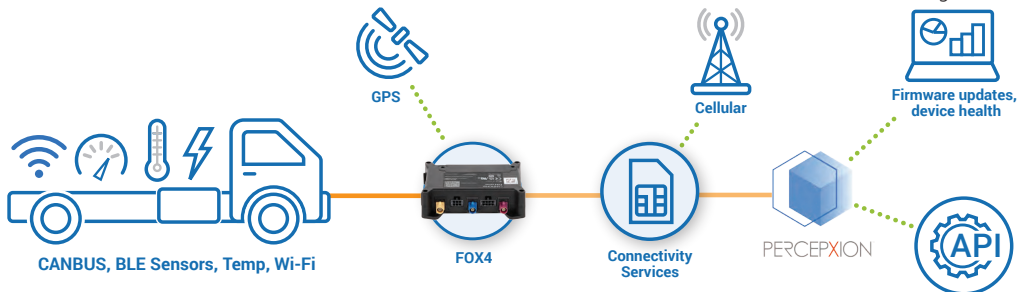 GPS
Cellular
Firmware updates,
device health
CANBUS, BLE Sensors, Temp, Wi-Fi
FOX4
Connectivity
Services
PERCEPXION
API